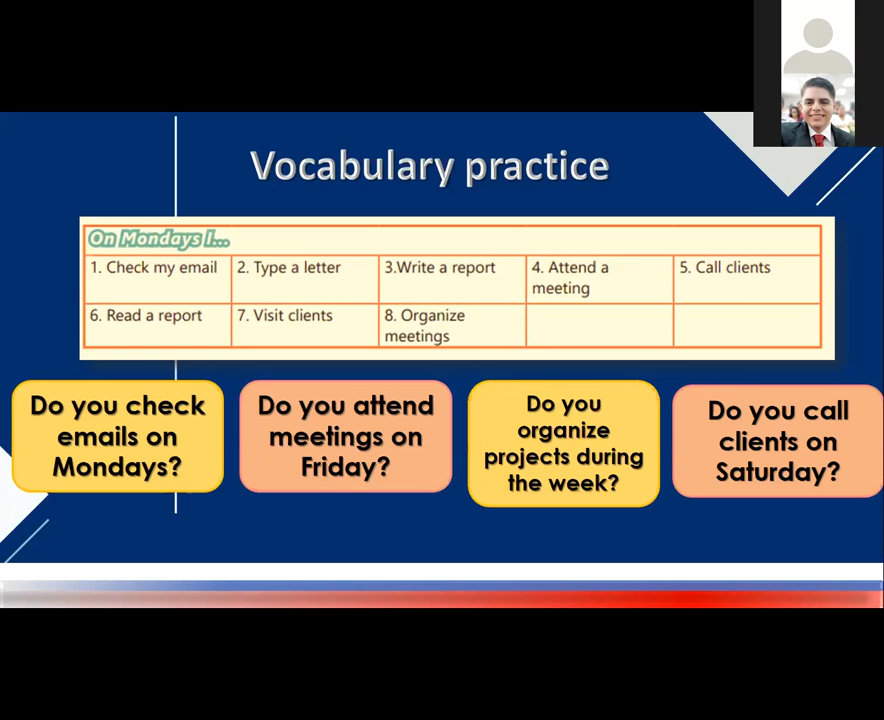 Vocabulary practice
On Mondays I...
1. Check my email
2. Type a letter
3.Write a report
4. Attend a
meeting
5. Call clients
6. Read a report
7. Visit clients
8. Organize
meetings
Do you check
emails on
Mondays?
Do you attend
meetings on
Friday?
Do you
organize
projects during
the week?
Do you call
clients on
Saturday?